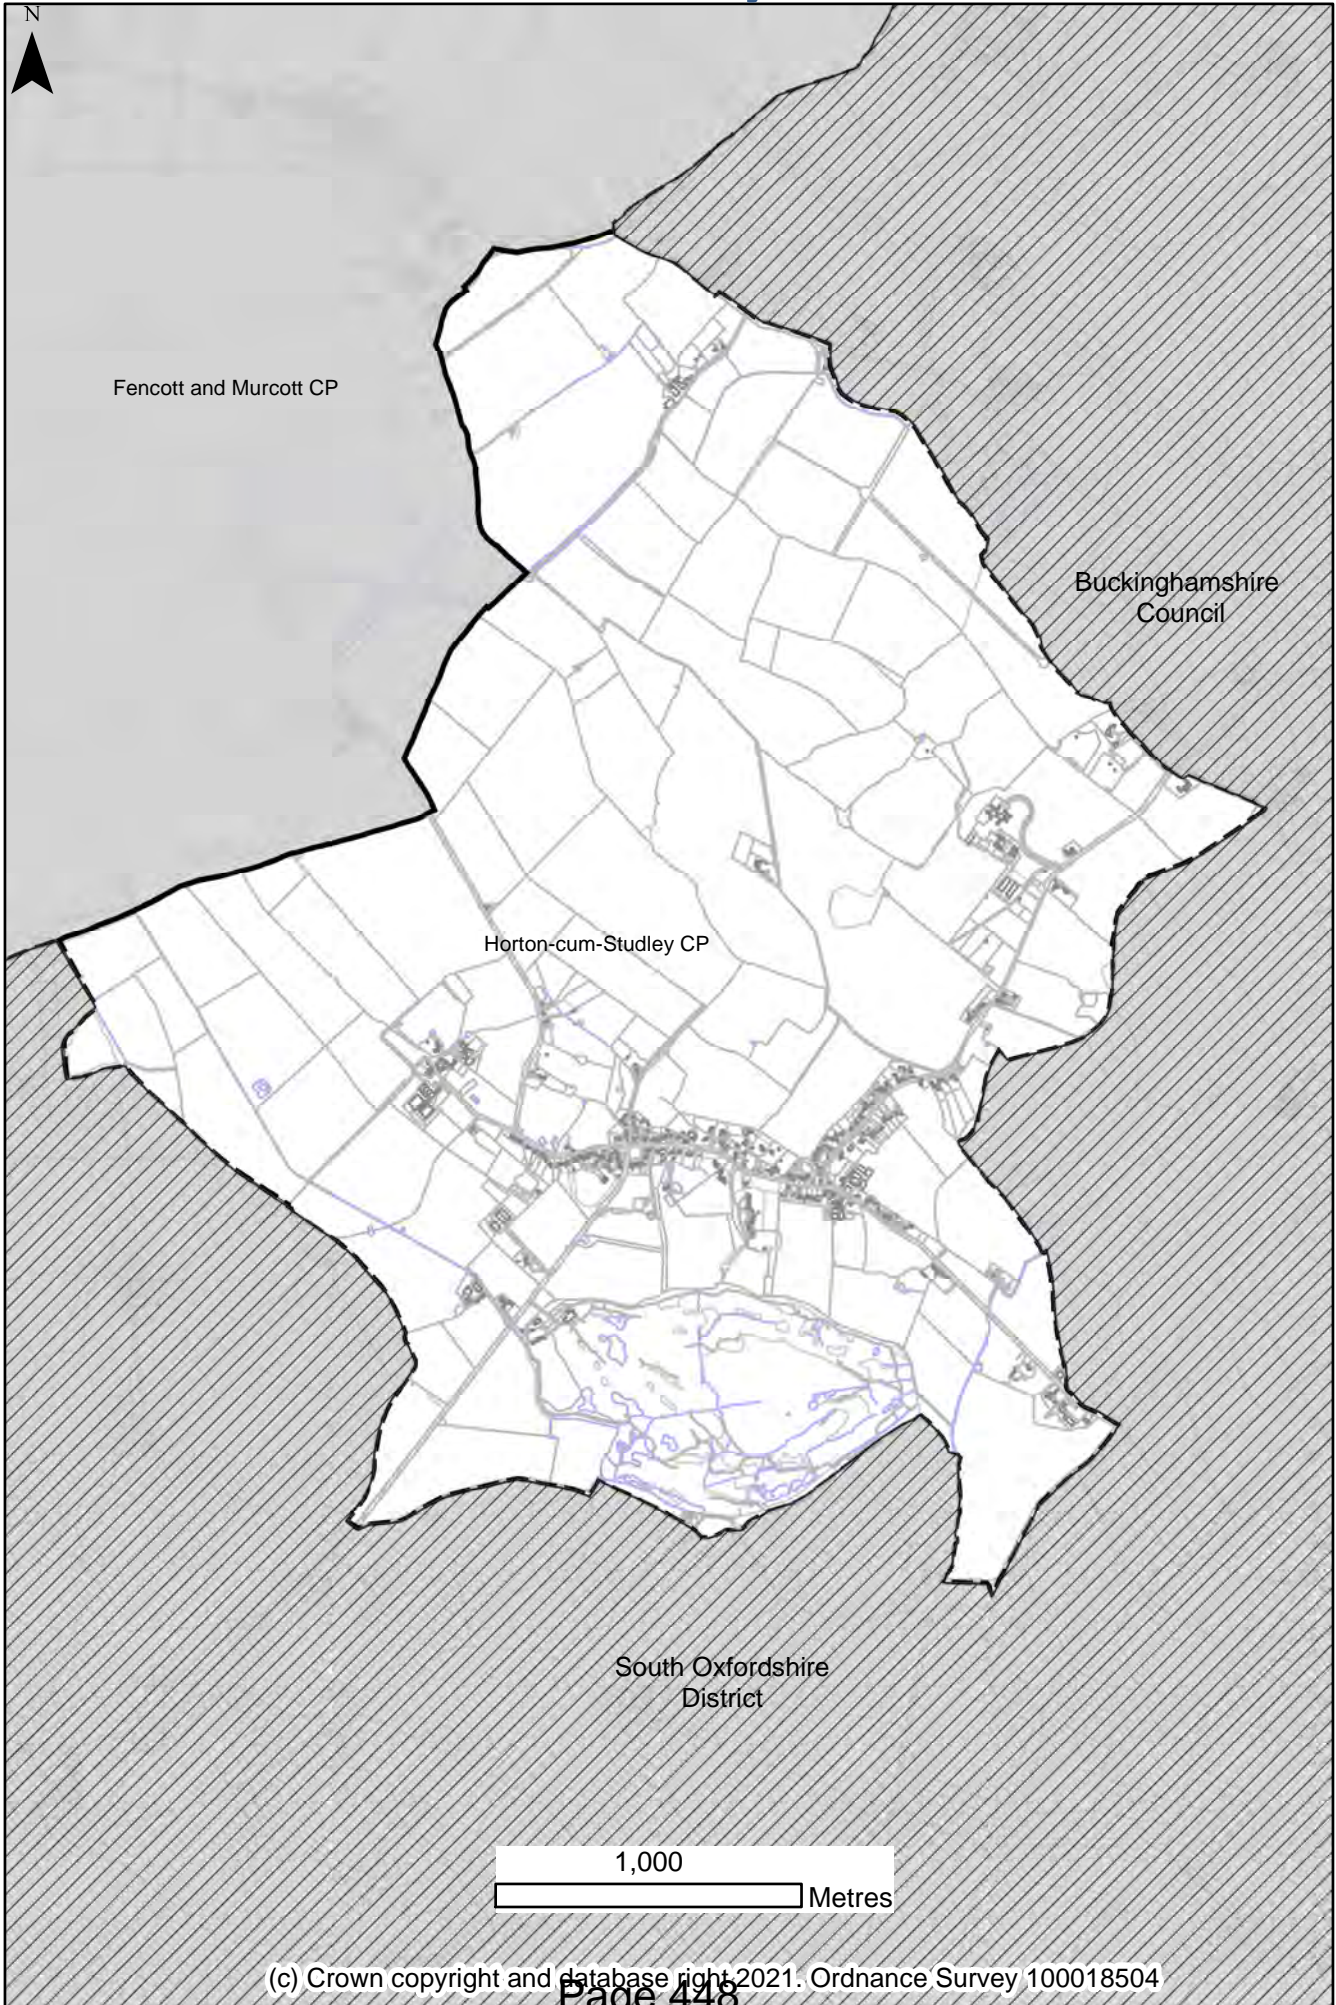 N
Fencott and Murcott CP
Buckinghamshire
Council
Horton-cum-Studley CP
South Oxfordshire
District
1,000
Metres
(c) Crown copyright and database right 2021. Ordnance Survey 100018504
Page 448